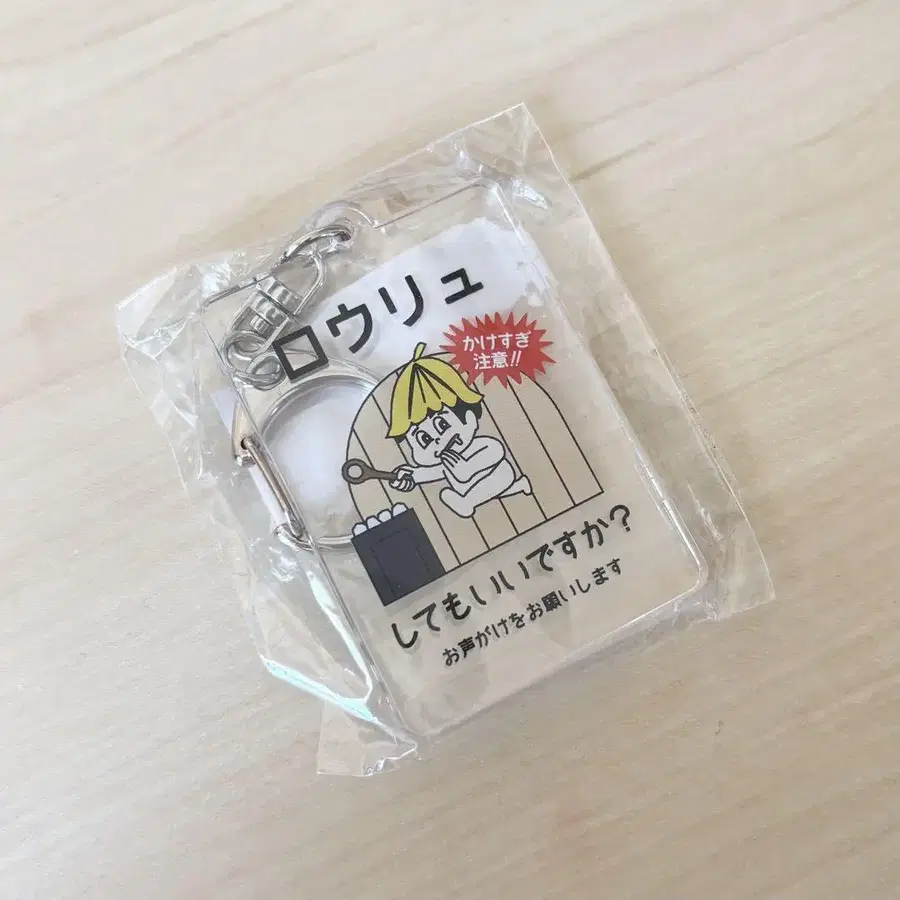 ロウリュ
かけすぎ
注意!!
してもいいですか?
お声がけをお願いします